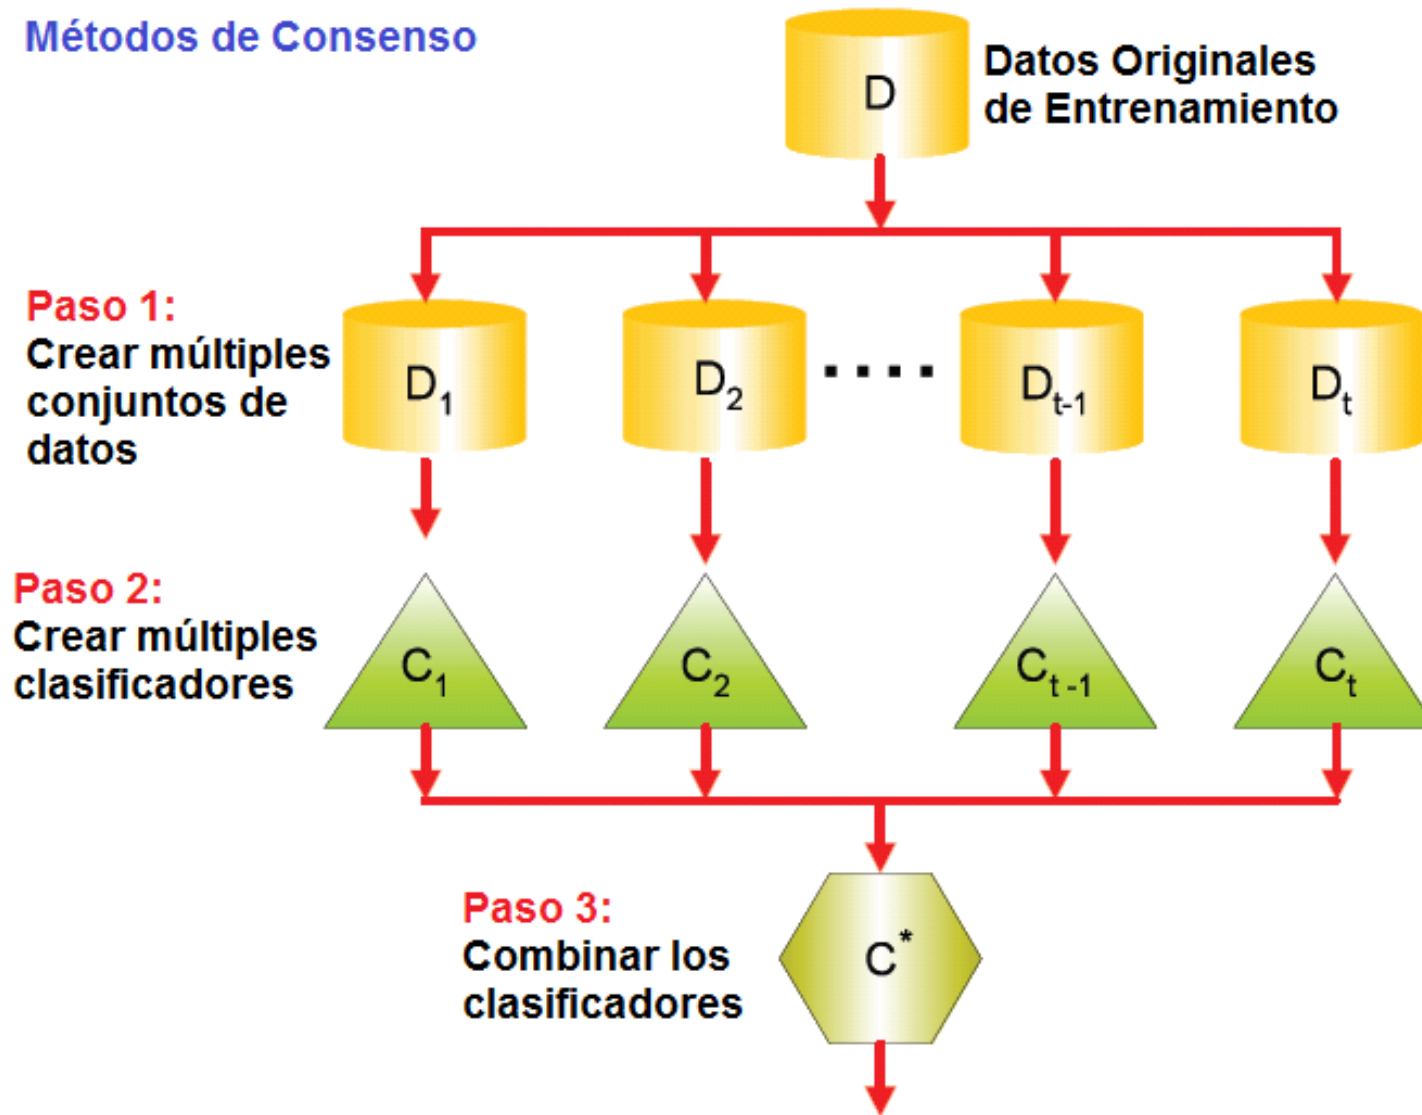 Métodos de Consenso
D
Datos Originales
de Entrenamiento
Paso 1:
Crear múltiples
conjuntos de
datos
D1
D2
....
Dt-1
Dt
Paso 2:
Crear múltiples
clasificadores
C1
C2
Ct -1
Ct
Paso 3:
Combinar los
clasificadores
C*